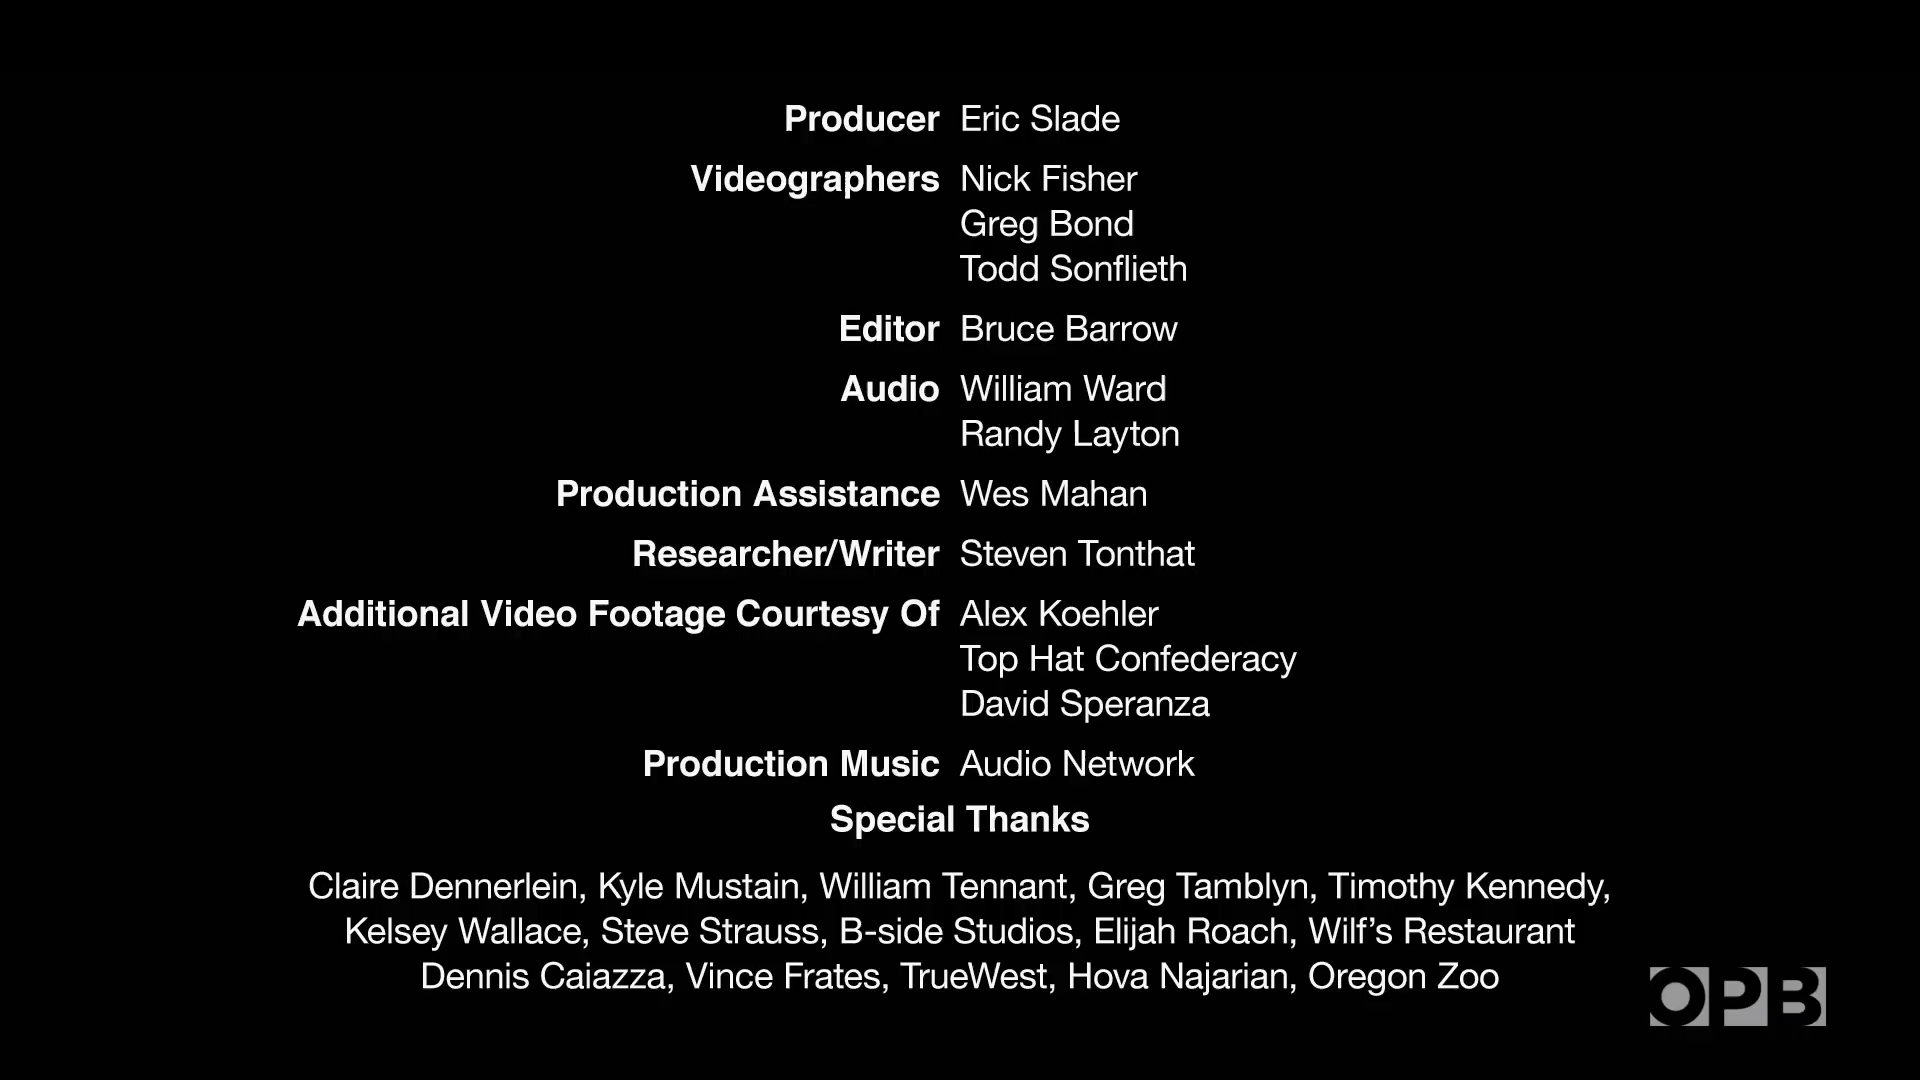 Producer Eric Slade
Videographers Nick Fisher
Greg Bond
Todd Sonflieth
Editor Bruce Barrow
Audio William Ward
Randy Layton
Production Assistance Wes Mahan
Researcher/Writer Steven Tonthat
Additional Video Footage Courtesy Of Alex Koehler
Top Hat Confederacy
David Speranza
Production Music Audio Network
Special Thanks
Claire Dennerlein, Kyle Mustain, William Tennant, Greg Tamblyn, Timothy Kennedy,
Kelsey Wallace, Steve Strauss, B-side Studios, Elijah Roach, Wilf’s Restaurant
Dennis Caiazza, Vince Frates, TrueWest, Hova Najarian, Oregon Zoo
OPB